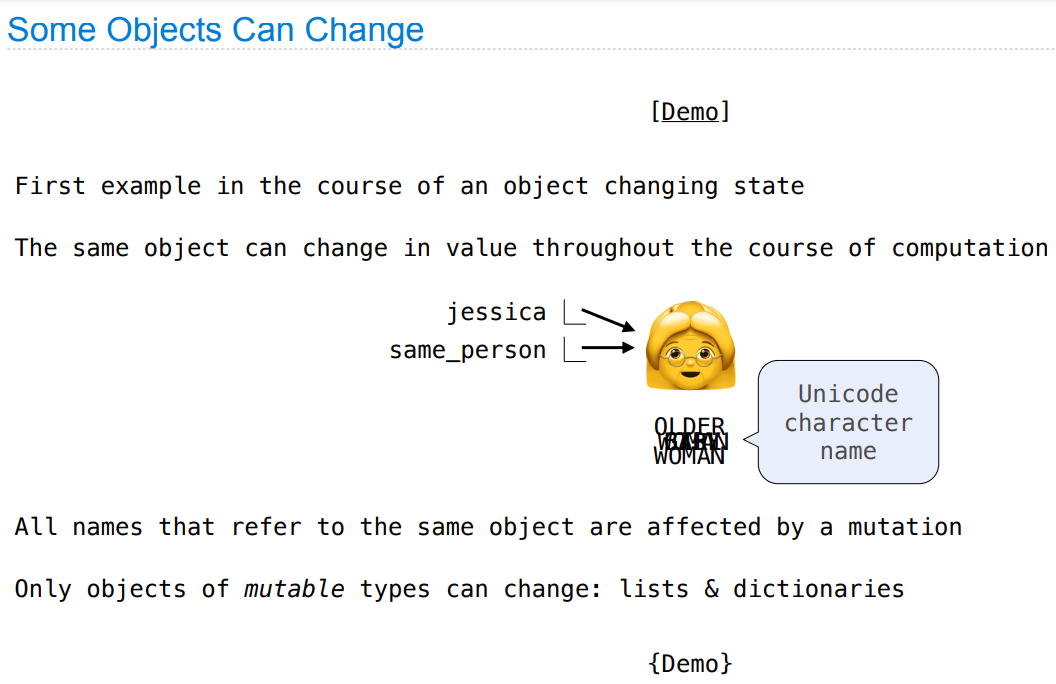 Some Objects Can Change
[Demo]
First example in the course of an object changing state
The same object can change in value throughout the course of computation
jessica
same_person
OLDER
WOMAN
Unicode
character
name
All names that refer to the same object are affected by a mutation
Only objects of mutable types can change: lists & dictionaries
{Demo}